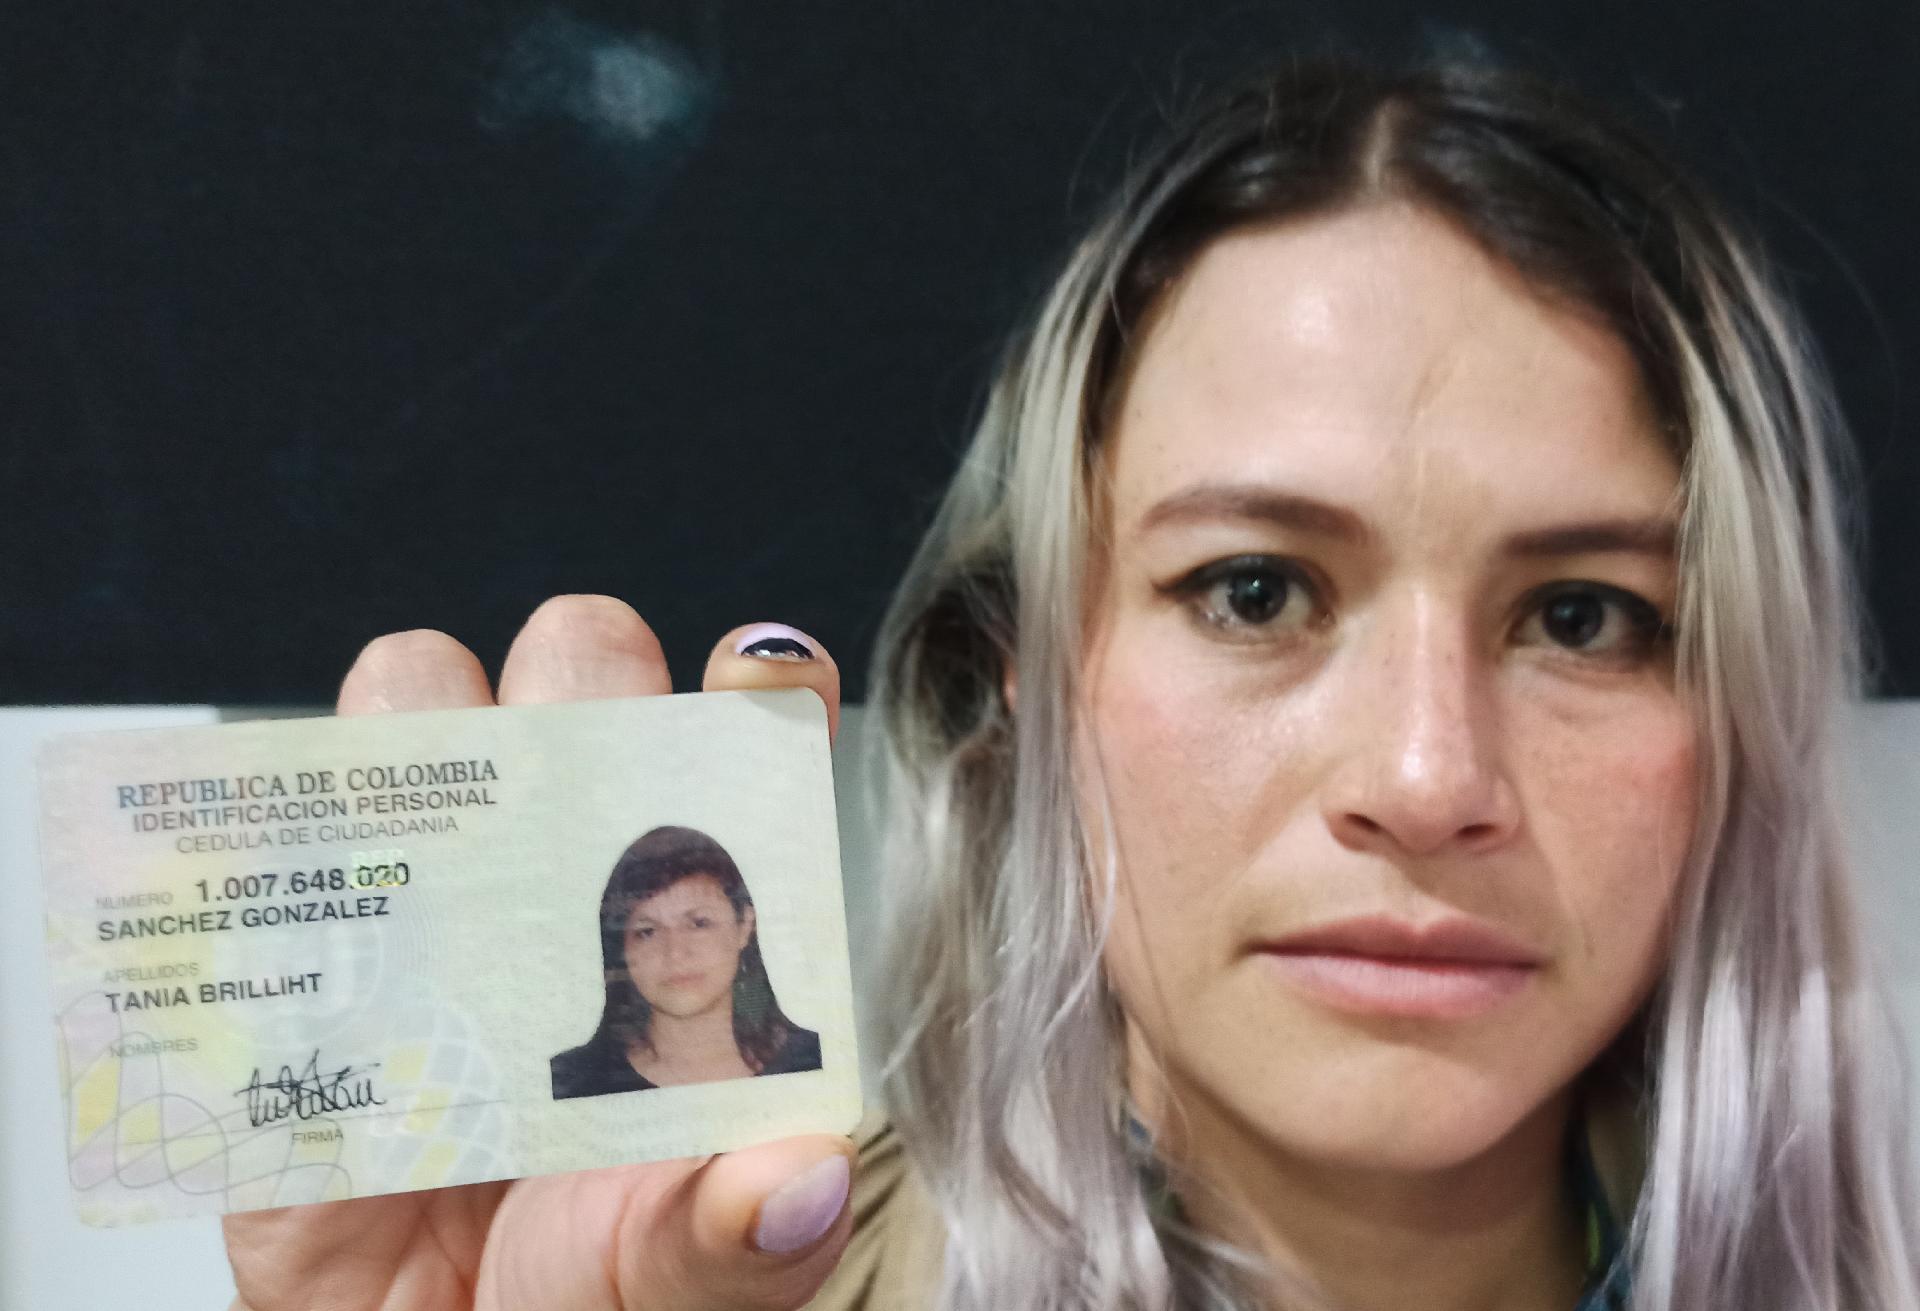 REPUBLICA DE COLOMBIA
IDENTIFICACION PERSONAL
CEDULA DE CIUDADANIA
NUMERO 1.007.648.020
SANCHEZ GONZALEZ
APELLIDOS
TANIA BRILLIHT
NOMBRES
FIRMA